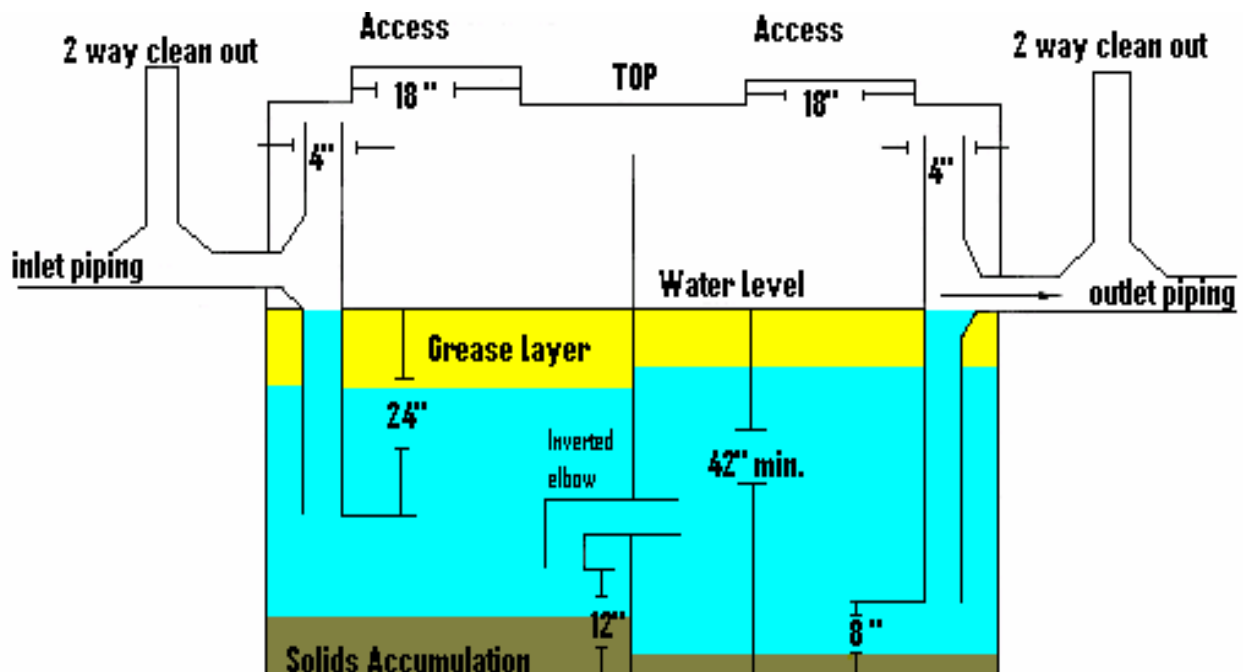 Access
Access
2 way clean out
2 way clean out
TOP
18"
18"
4"
4"
inlet piping
Water Level
outlet piping
Grease layer
24"
Inverted
elbow
42" min.
12"
8"
Solids Accumulation